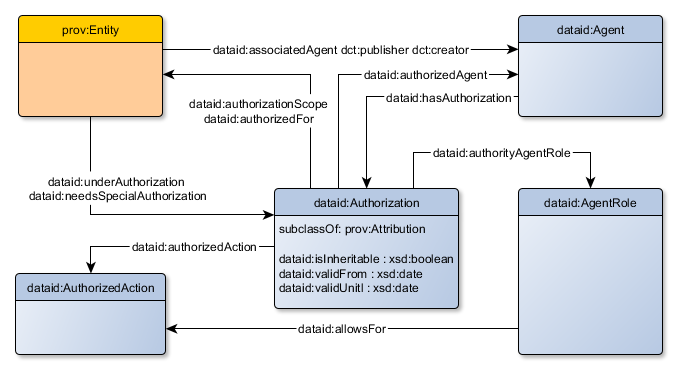 prov:Entity
dataid:Agent
dataid:associatedAgent dct:publisher dct:creator
dataid:authorizedAgent
dataid:hasAuthorization
dataid:authorizationScope
dataid:authorizedFor
dataid:authorityAgentRole
dataid:underAuthorization
dataid:needsSpecialAuthorization
dataid:Authorization
subclassOf: prov:Attribution
dataid:isInheritable : xsd:boolean
dataid:validFrom : xsd:date
dataid:validUnitl : xsd:date
dataid:AgentRole
dataid:authorizedAction
dataid:AuthorizedAction
dataid:allowsFor